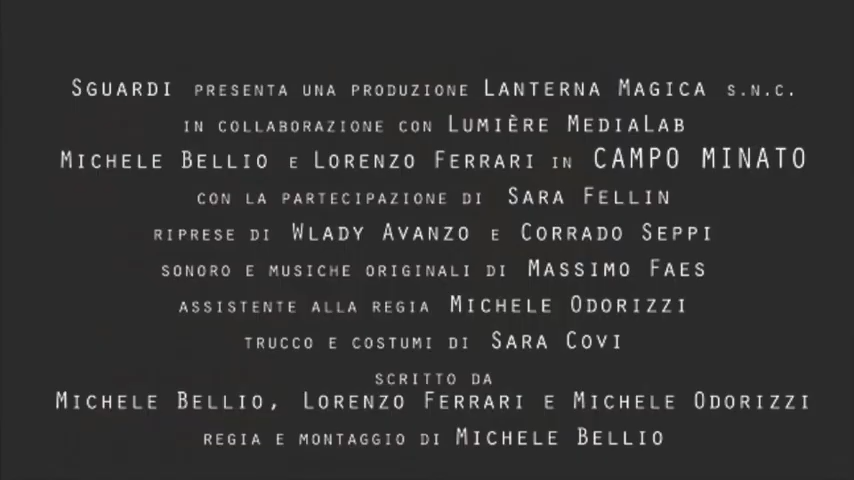 Sguardi presenta una produzione Lanterna Magica s.n.c.
in collaborazione con Lumière MediaLab
Michele Bellio e Lorenzo Ferrari in CAMPO MINATO
con la partecipazione di Sara Fellin
riprese di Wlady Avanzo e Corrado Seppi
sonoro e musiche originali di Massimo Faes
assistente alla regia Michele Odorizzi
trucco e costumi di Sara Covi
scritto da
Michele Bellio, Lorenzo Ferrari e Michele Odorizzi
regia e montaggio di Michele Bellio